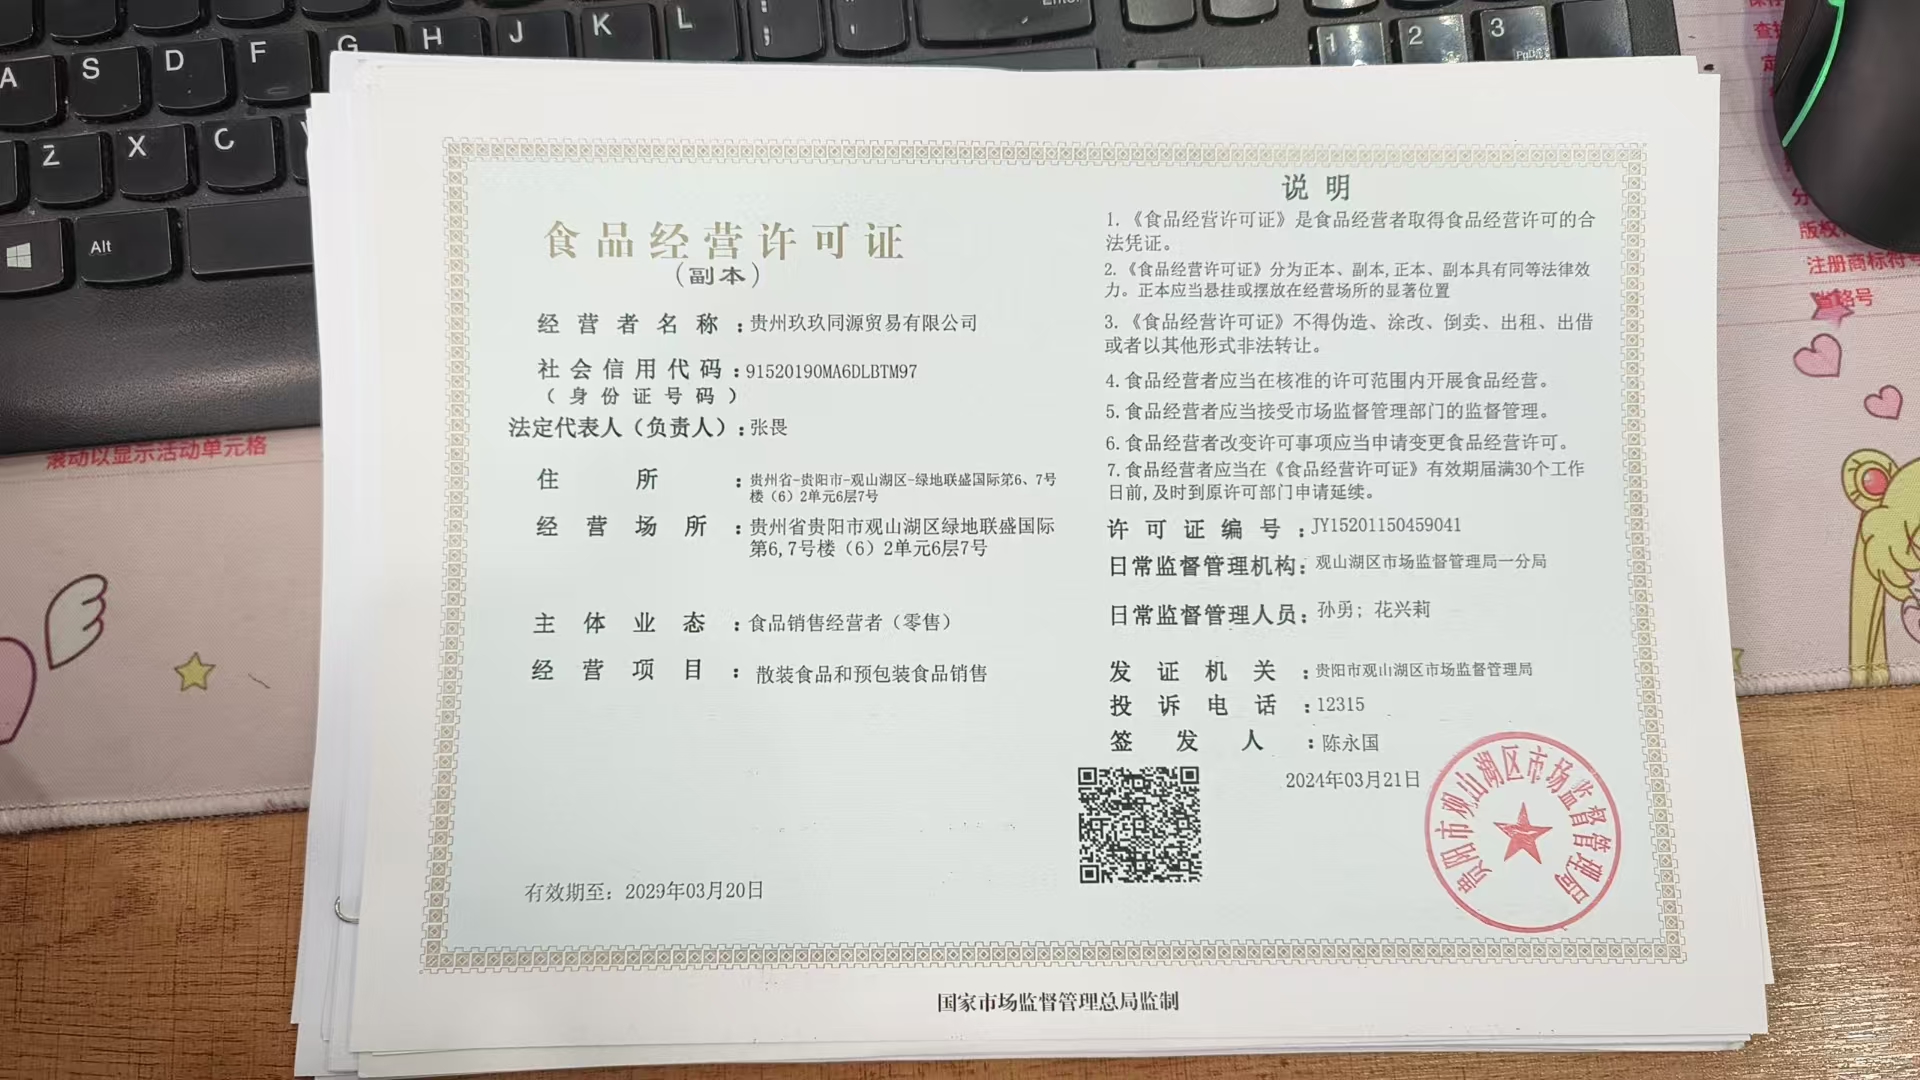 食品经营许可证
（副本）
经营者名称：贵州玖玖同源贸易有限公司
社会信用代码：91520190MA6DLBTM97
（身份证号码）
法定代表人（负责人）：张畏
住所：贵州省-贵阳市-观山湖区-绿地联盛国际第6、7号
楼（6）2单元6层7号
经营场所：贵州省贵阳市观山湖区绿地联盛国际
第6,7号楼（6）2单元6层7号
主体业态：食品销售经营者（零售）
经营项目：散装食品和预包装食品销售
有效期至：2029年03月20日
说明
1.《食品经营许可证》是食品经营者取得食品经营许可的合
法凭证。
2.《食品经营许可证》分为正本、副本,正本、副本具有同等法律效
力。正本应当悬挂或摆放在经营场所的显著位置
3.《食品经营许可证》不得伪造、涂改、倒卖、出租、出借
或者以其他形式非法转让。
4.食品经营者应当在核准的许可范围内开展食品经营。
5.食品经营者应当接受市场监督管理部门的监督管理。
6.食品经营者改变许可事项应当申请变更食品经营许可。
7.食品经营者应当在《食品经营许可证》有效期届满30个工作
日前,及时到原许可部门申请延续。
许可证编号：JY15201150459041
日常监督管理机构：观山湖区市场监督管理局一分局
日常监督管理人员：孙勇；花兴莉
发证机关：贵阳市观山湖区市场监督管理局
投诉电话：12315
签发人：陈永国
2024年03月21日
贵阳市观山湖区市场监督管理局
国家市场监督管理总局监制
A S D F G H J K L Enter
Z X C
Alt
1 2 3 PgDn
滚动以显示活动单元格
注册商标符号
省略号